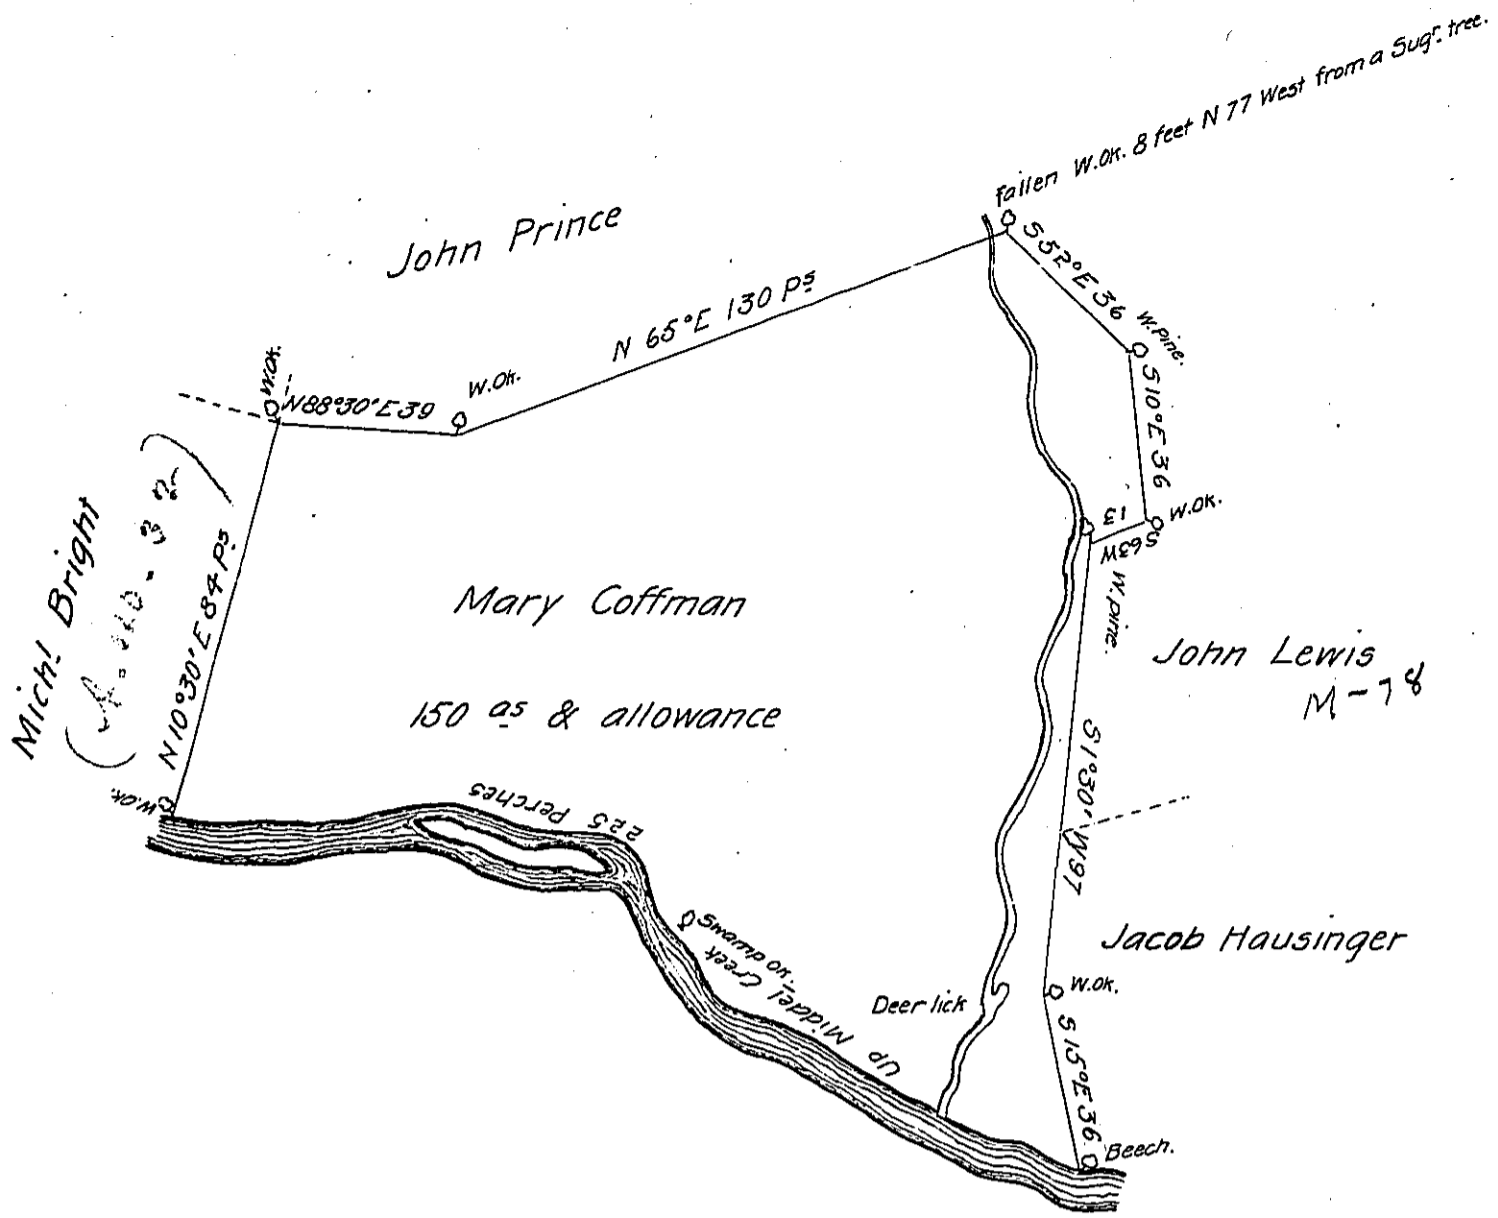 fallen W.OK. 8 feet N 77 West from a Sugr. tree.
John Prince
S 52° E 36
W.pine.
N 65° E 130 Ps
W.OK.
N 88°30' E 39
W.OK.
S 10° E 36
W.OK.
13
S63W
W.pine.
Michl Bright
N 10°30' E 84 Ps
Mary Coffman
150 as & allowance
John Lewis
M-78
S 1°30' W 97
W.OK.
225 Perches
Swamp ok.
UP Middel Creek
Jacob Hausinger
Deer lick
W.OK.
S 15° E 36
Beech.